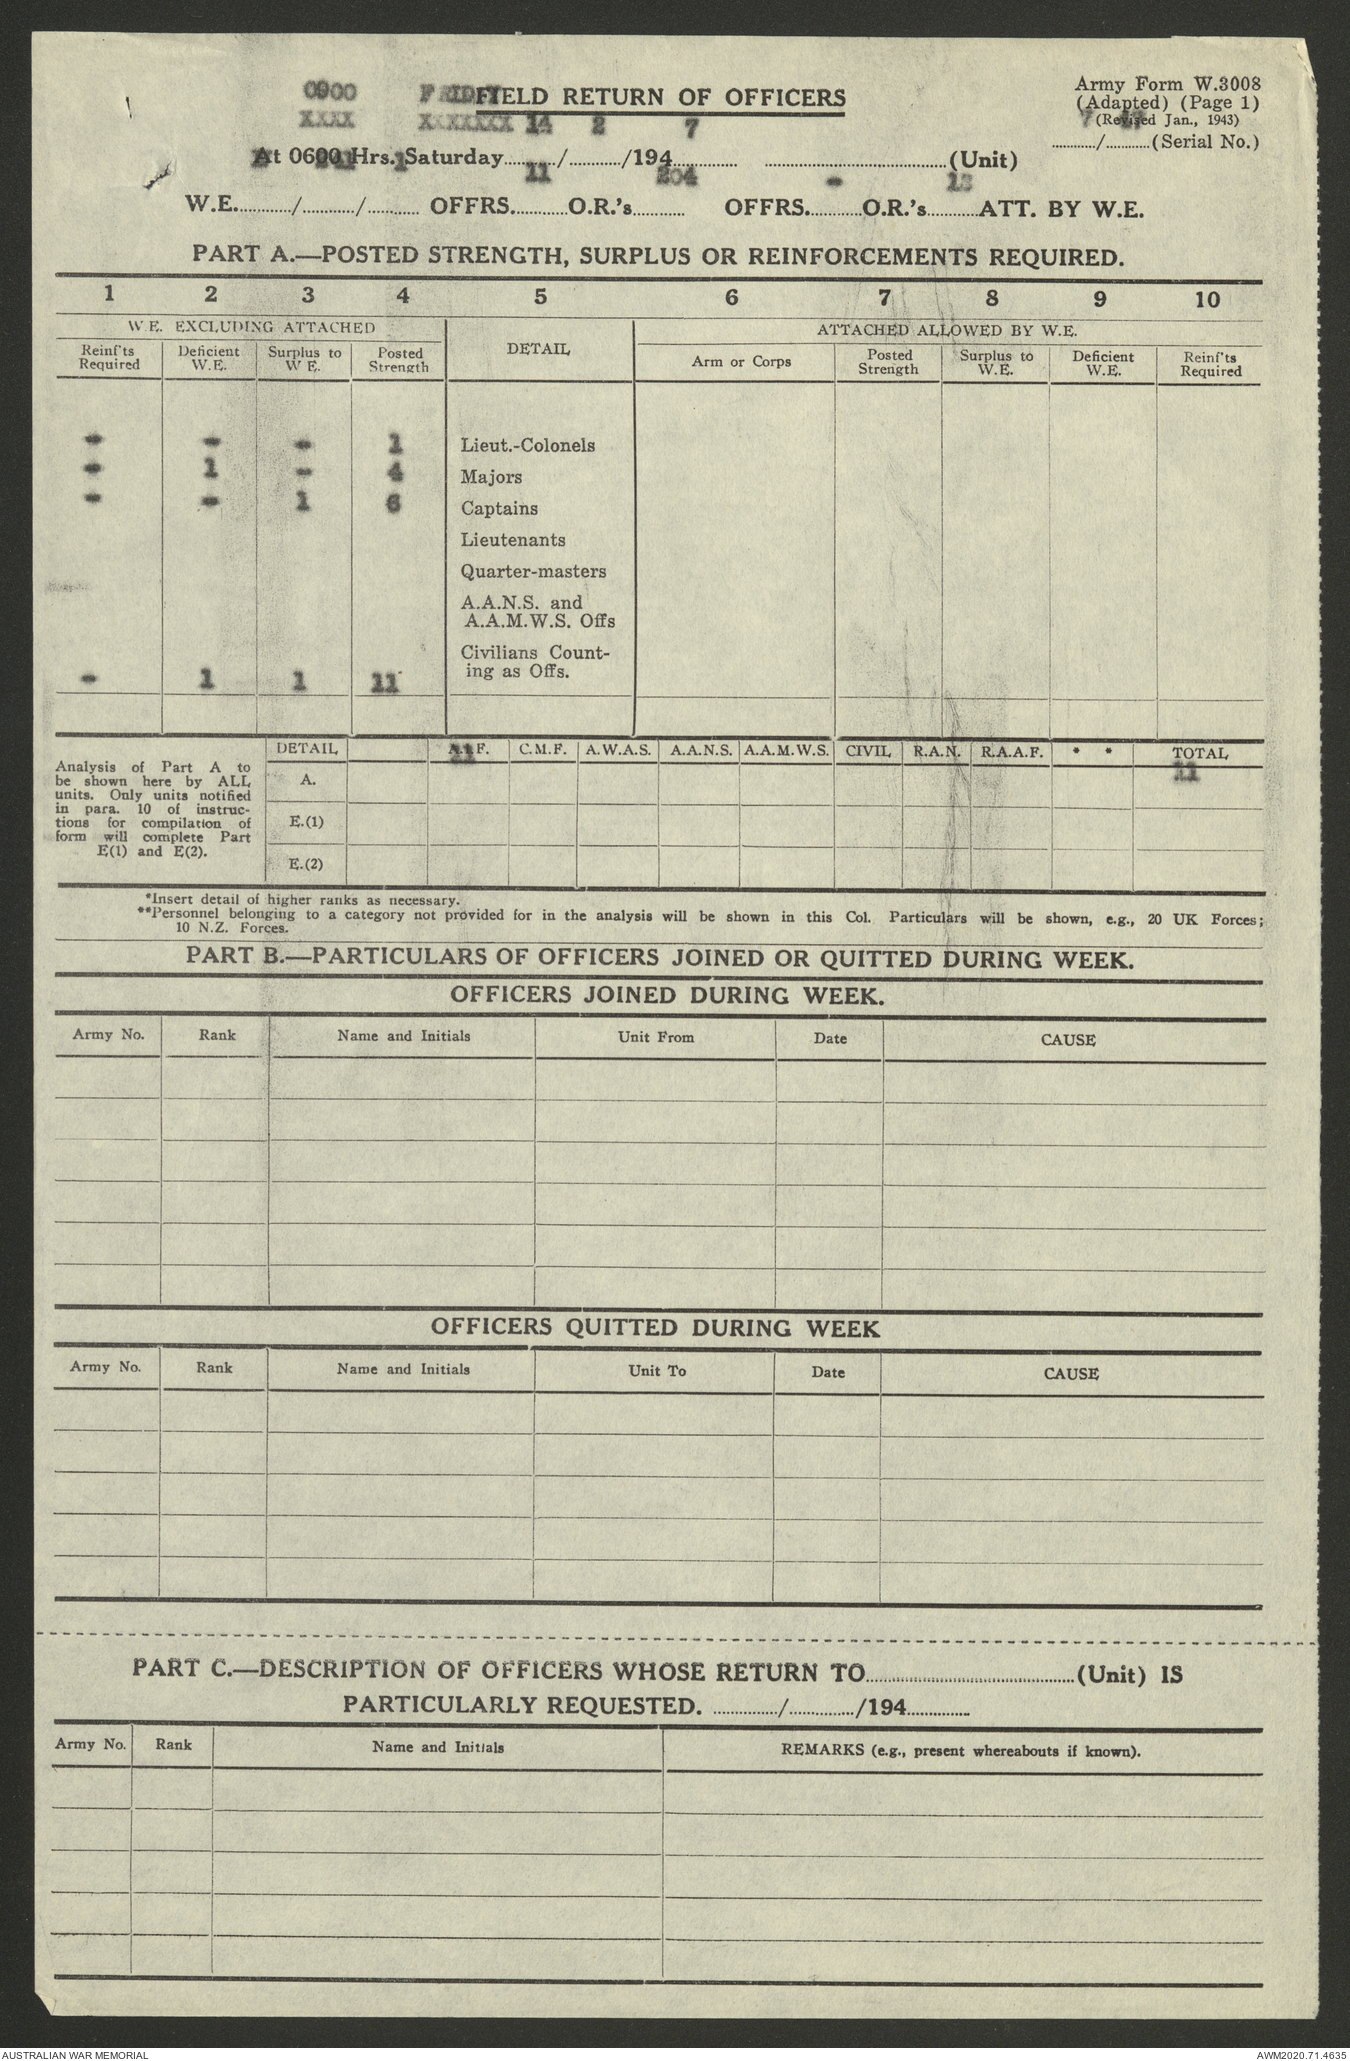 0900 FRIDAY
FIELD RETURN OF OFFICERS
Army Form W.3008
(Adapted) (Page 1)
(Revised Jan., 1943)
XXXX XXXXXXX 14 2 7
7
............/............(Serial No.)
At 0600 Hrs. Saturday............/............/194............ ..........................................(Unit)
1
11 204 - 13
W.E............/............/............ OFFRS............O.R.'s............ OFFRS............O.R.'s............ATT. BY W.E.
PART A.—POSTED STRENGTH, SURPLUS OR REINFORCEMENTS REQUIRED.
1 2 3 4 5 6 7 8 9 10
W.E. EXCLUDING ATTACHED DETAIL ATTACHED ALLOWED BY W.E.
Reinf'ts Required Deficient W.E. Surplus to W E. Posted Strength Arm or Corps Posted Strength Surplus to W.E. Deficient W.E. Reinf'ts Required
- - - 1 Lieut.-Colonels
- 1 - 4 Majors
- - 1 6 Captains
Lieutenants
Quarter-masters
A.A.N.S. and
A.A.M.W.S. Offs
Civilians Count-
ing as Offs.
- 1 1 11
Analysis of Part A to
be shown here by ALL
units. Only units notified
in para. 10 of instruc-
tions for compilation of
form will complete Part
E(1) and E(2).
DETAIL A.I.F. C.M.F. A.W.A.S. A.A.N.S. A.A.M.W.S. CIVIL R.A.N. R.A.A.F. * * TOTAL
A. 11 11
E.(1)
E.(2)
*Insert detail of higher ranks as necessary.
**Personnel belonging to a category not provided for in the analysis will be shown in this Col. Particulars will be shown, e.g., 20 UK Forces;
10 N.Z. Forces.
PART B.—PARTICULARS OF OFFICERS JOINED OR QUITTED DURING WEEK.
OFFICERS JOINED DURING WEEK.
Army No. Rank Name and Initials Unit From Date CAUSE
OFFICERS QUITTED DURING WEEK
Army No. Rank Name and Initials Unit To Date CAUSE
PART C.—DESCRIPTION OF OFFICERS WHOSE RETURN TO..........................................(Unit) IS
PARTICULARLY REQUESTED. ............/............/194............
Army No. Rank Name and Initials REMARKS (e.g., present whereabouts if known).
AUSTRALIAN WAR MEMORIAL AWM2020.71.4635